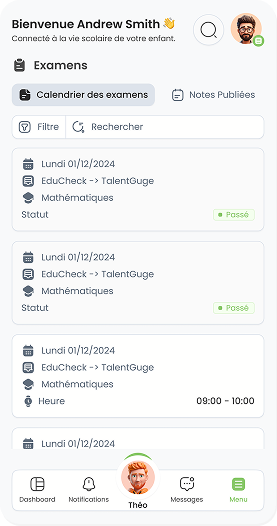 Bienvenue Andrew Smith 👋
Connecté à la vie scolaire de votre enfant.
Examens
Calendrier des examens
Notes Publiées
Filtre
Rechercher
Lundi 01/12/2024
EduCheck -> TalentGuge
Mathématiques
Statut
Passé
Lundi 01/12/2024
EduCheck -> TalentGuge
Mathématiques
Statut
Passé
Lundi 01/12/2024
EduCheck -> TalentGuge
Mathématiques
Heure
09:00 - 10:00
Lundi 01/12/2024
Dashboard
Notifications
Théo
Messages
Menu